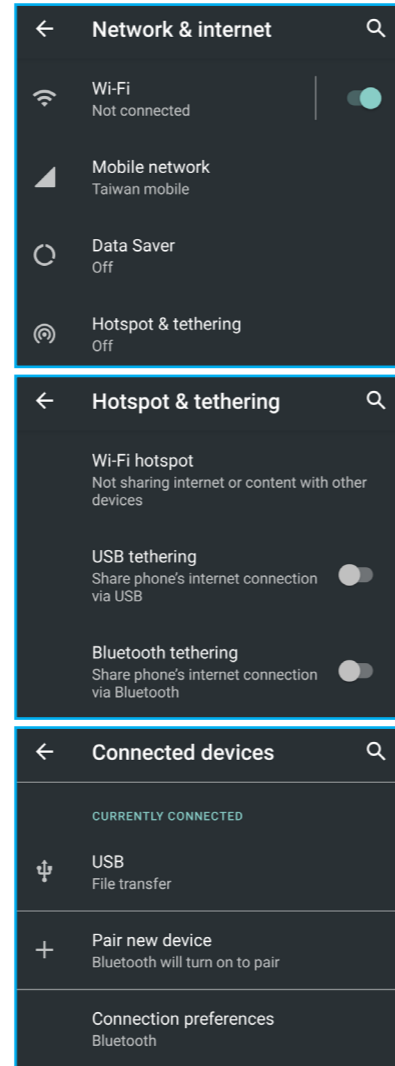 Network & internet
Wi-Fi
Not connected
Mobile network
Taiwan mobile
Data Saver
Off
Hotspot & tethering
Off
Hotspot & tethering
Wi-Fi hotspot
Not sharing internet or content with other
devices
USB tethering
Share phone's internet connection
via USB
Bluetooth tethering
Share phone's internet connection
via Bluetooth
Connected devices
CURRENTLY CONNECTED
USB
File transfer
Pair new device
Bluetooth will turn on to pair
Connection preferences
Bluetooth